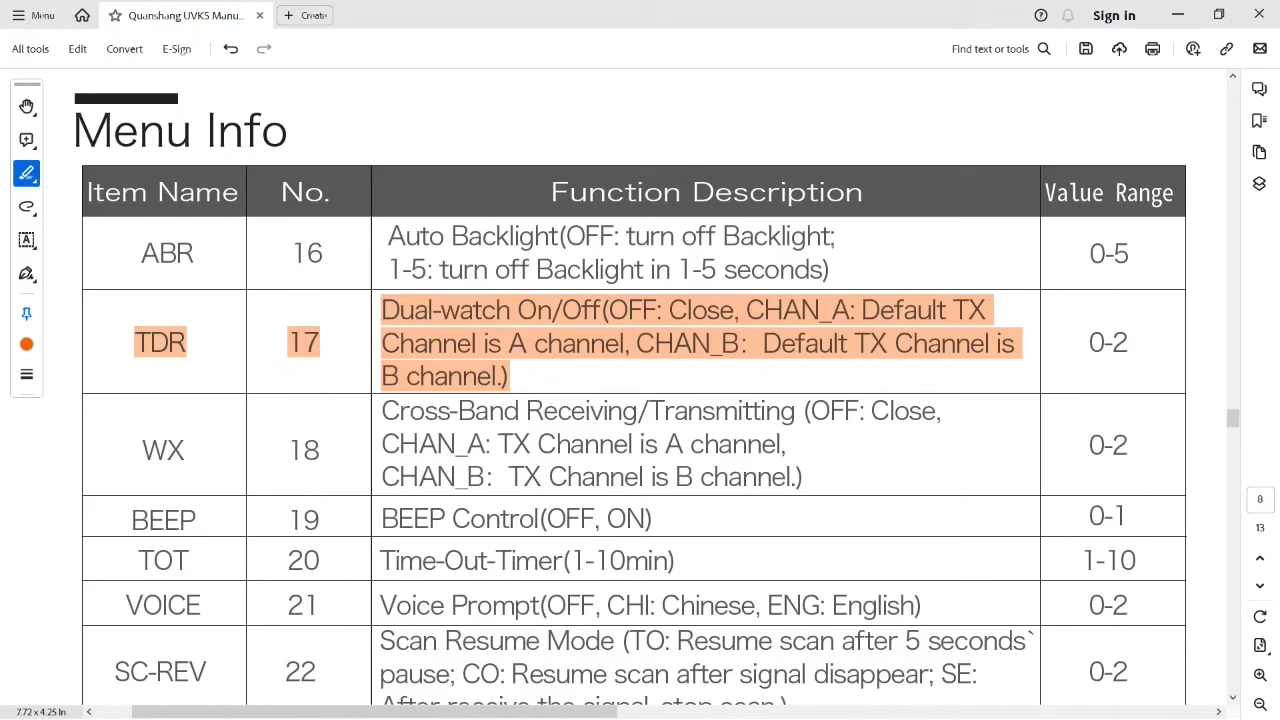 Menu
Quanshang UVK5 Manu...
Create
Sign in
All tools
Edit
Convert
E-Sign
Find text or tools
Menu Info
Item Name No. Function Description Value Range
ABR 16 Auto Backlight(OFF: turn off Backlight;
1-5: turn off Backlight in 1-5 seconds) 0-5
TDR 17 Dual-watch On/Off(OFF: Close, CHAN_A: Default TX
Channel is A channel, CHAN_B: Default TX Channel is
B channel.) 0-2
WX 18 Cross-Band Receiving/Transmitting (OFF: Close,
CHAN_A: TX Channel is A channel,
CHAN_B: TX Channel is B channel.) 0-2
BEEP 19 BEEP Control(OFF, ON) 0-1
TOT 20 Time-Out-Timer(1-10min) 1-10
VOICE 21 Voice Prompt(OFF, CHI: Chinese, ENG: English) 0-2
SC-REV 22 Scan Resume Mode (TO: Resume scan after 5 seconds`
pause; CO: Resume scan after signal disappear; SE: 0-2
After receive the signal, stop scan.)
8
13
7.72 x 4.25 In